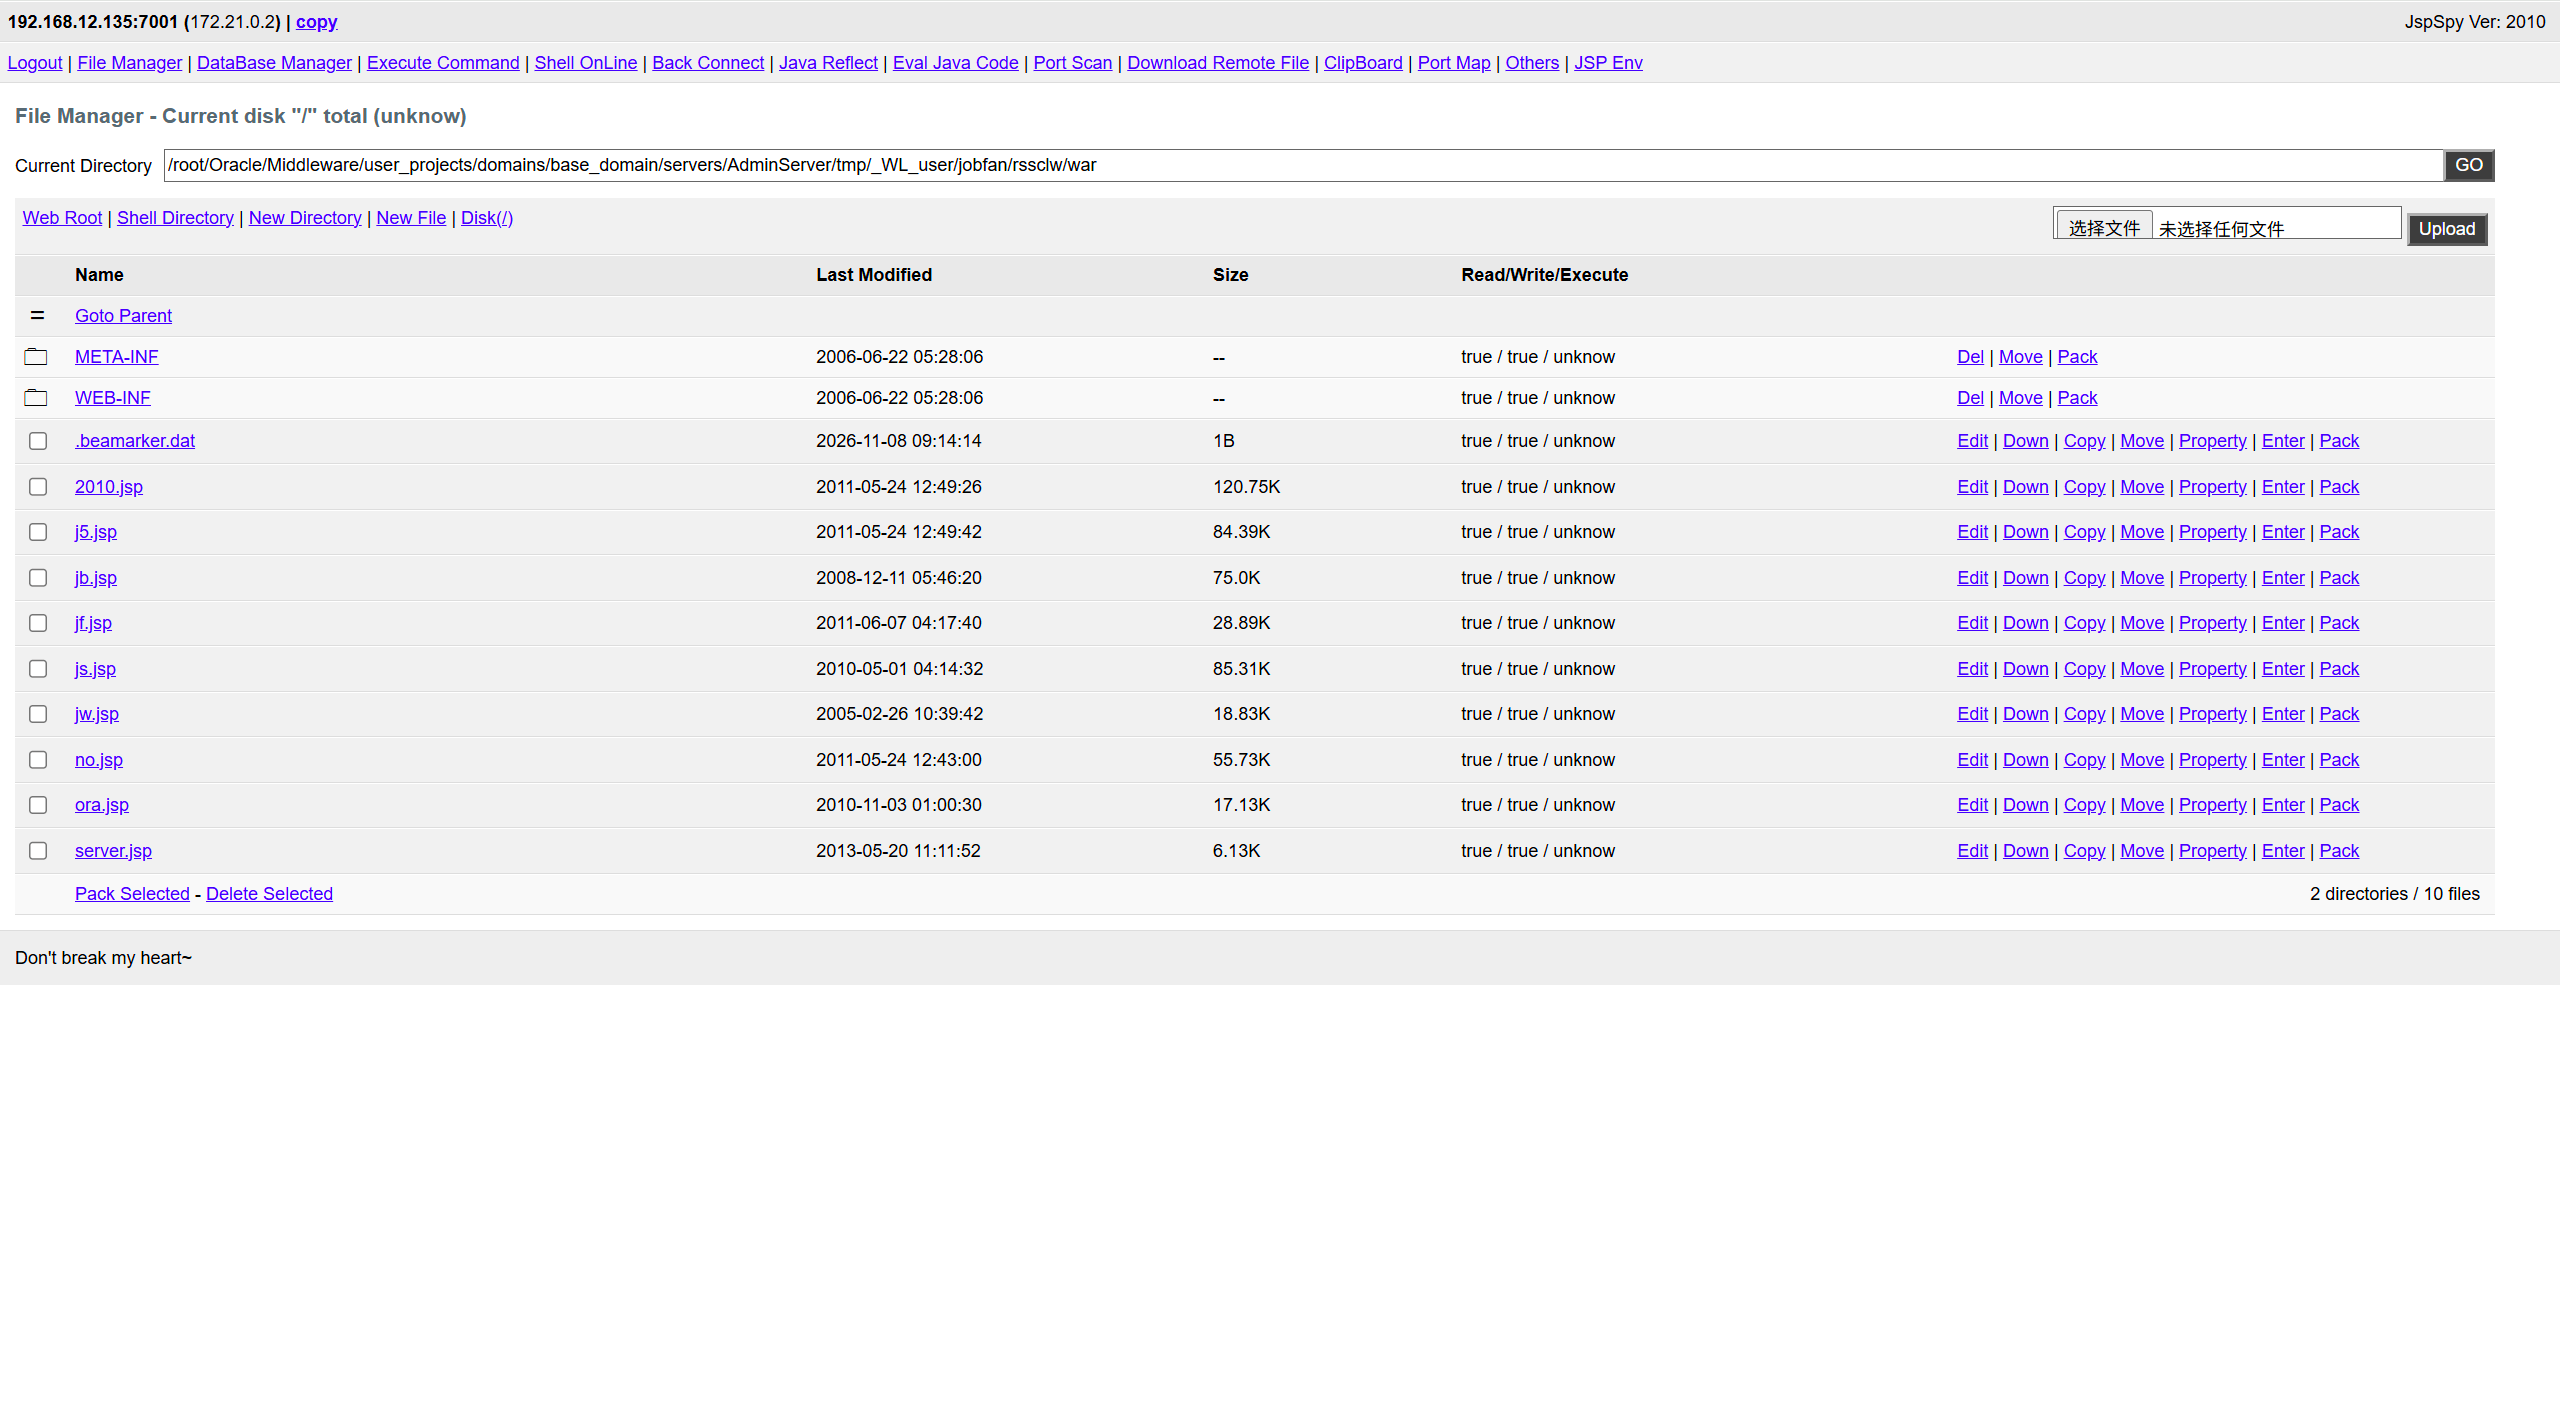 192.168.12.135:7001 (172.21.0.2) | copy JspSpy Ver: 2010
Logout | File Manager | DataBase Manager | Execute Command | Shell OnLine | Back Connect | Java Reflect | Eval Java Code | Port Scan | Download Remote File | ClipBoard | Port Map | Others | JSP Env
File Manager - Current disk "/" total (unknow)
Current Directory /root/Oracle/Middleware/user_projects/domains/base_domain/servers/AdminServer/tmp/_WL_user/jobfan/rssclw/war GO
Web Root | Shell Directory | New Directory | New File | Disk(/) 选择文件 未选择任何文件 Upload
Name Last Modified Size Read/Write/Execute
= Goto Parent
META-INF 2006-06-22 05:28:06 -- true / true / unknow Del | Move | Pack
WEB-INF 2006-06-22 05:28:06 -- true / true / unknow Del | Move | Pack
.beamarker.dat 2026-11-08 09:14:14 1B true / true / unknow Edit | Down | Copy | Move | Property | Enter | Pack
2010.jsp 2011-05-24 12:49:26 120.75K true / true / unknow Edit | Down | Copy | Move | Property | Enter | Pack
j5.jsp 2011-05-24 12:49:42 84.39K true / true / unknow Edit | Down | Copy | Move | Property | Enter | Pack
jb.jsp 2008-12-11 05:46:20 75.0K true / true / unknow Edit | Down | Copy | Move | Property | Enter | Pack
jf.jsp 2011-06-07 04:17:40 28.89K true / true / unknow Edit | Down | Copy | Move | Property | Enter | Pack
js.jsp 2010-05-01 04:14:32 85.31K true / true / unknow Edit | Down | Copy | Move | Property | Enter | Pack
jw.jsp 2005-02-26 10:39:42 18.83K true / true / unknow Edit | Down | Copy | Move | Property | Enter | Pack
no.jsp 2011-05-24 12:43:00 55.73K true / true / unknow Edit | Down | Copy | Move | Property | Enter | Pack
ora.jsp 2010-11-03 01:00:30 17.13K true / true / unknow Edit | Down | Copy | Move | Property | Enter | Pack
server.jsp 2013-05-20 11:11:52 6.13K true / true / unknow Edit | Down | Copy | Move | Property | Enter | Pack
Pack Selected - Delete Selected 2 directories / 10 files
Don't break my heart~